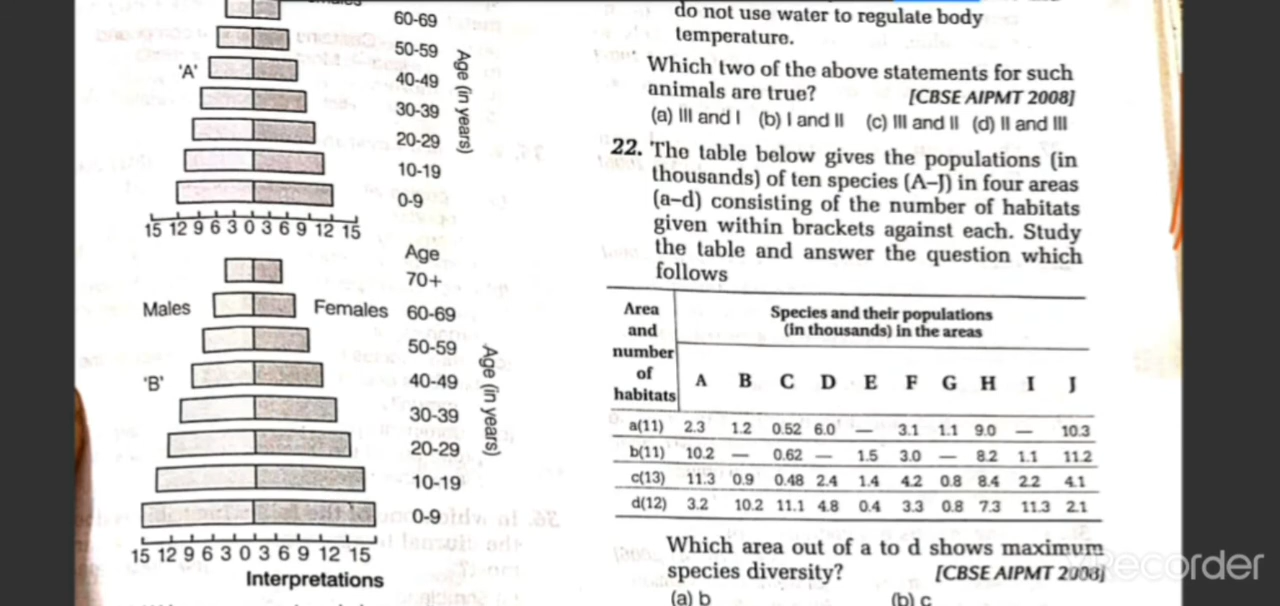 60-69
50-59
'A'
40-49
30-39
20-29
10-19
0-9
Age (in years)
15 12 9 6 3 0 3 6 9 12 15
Age
70+
Males Females 60-69
50-59
'B'
40-49
30-39
20-29
10-19
0-9
Age (in years)
15 12 9 6 3 0 3 6 9 12 15
Interpretations
do not use water to regulate body
temperature.
Which two of the above statements for such
animals are true? [CBSE AIPMT 2008]
(a) III and I (b) I and II (c) III and II (d) II and III
22. The table below gives the populations (in
thousands) of ten species (A–J) in four areas
(a–d) consisting of the number of habitats
given within brackets against each. Study
the table and answer the question which
follows
Area
and
number
of
habitats
Species and their populations
(in thousands) in the areas
A B C D E F G H I J
a(11) 2.3 1.2 0.52 6.0 — 3.1 1.1 9.0 — 10.3
b(11) 10.2 — 0.62 — 1.5 3.0 — 8.2 1.1 11.2
c(13) 11.3 0.9 0.48 2.4 1.4 4.2 0.8 8.4 2.2 4.1
d(12) 3.2 10.2 11.1 4.8 0.4 3.3 0.8 7.3 11.3 2.1
Which area out of a to d shows maximum
species diversity? [CBSE AIPMT 2008]
(a) b (b) c
Recorder